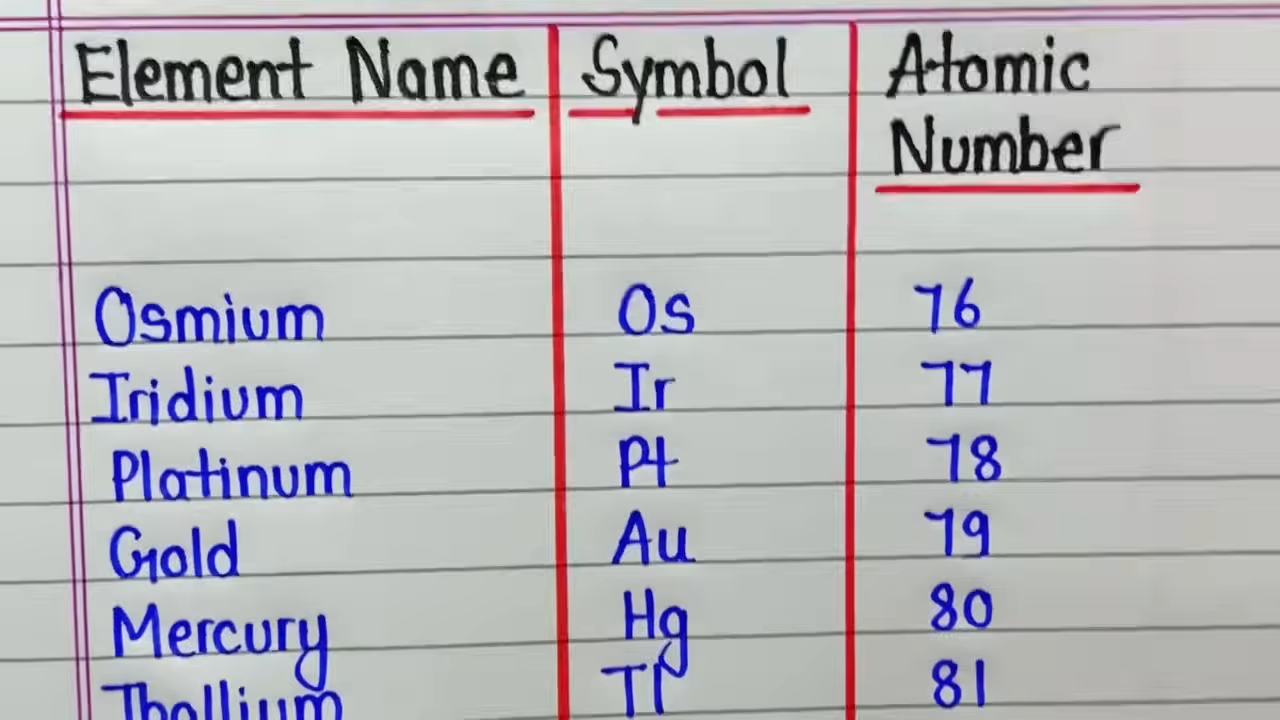 Element Name Symbol Atomic
Number
Osmium Os 76
Iridium Ir 77
Platinum Pt 78
Gold Au 79
Mercury Hg 80
Thallium Tl 81